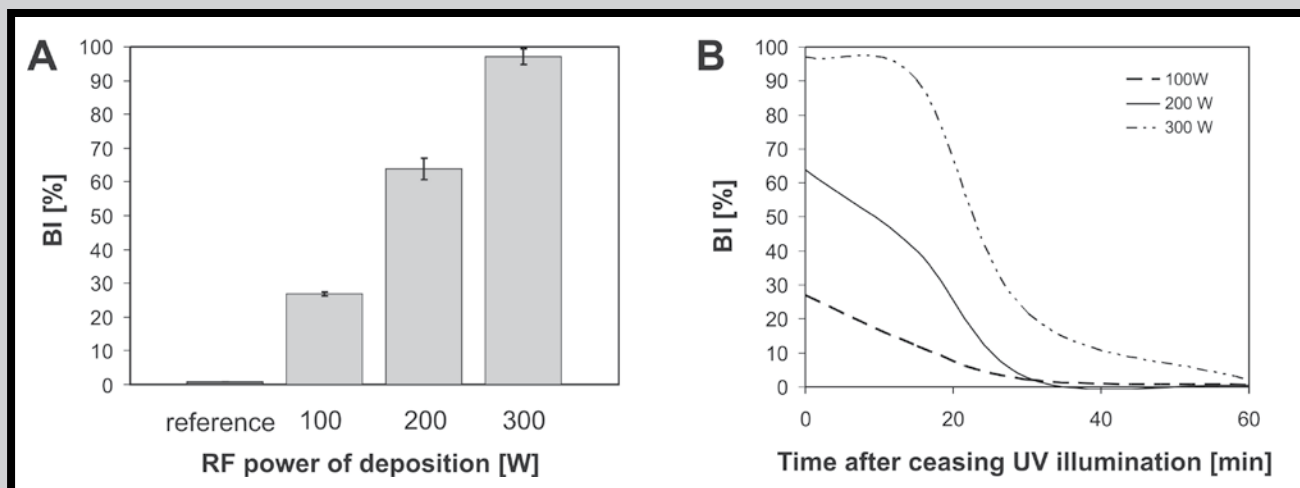 A
BI [%]
100
90
80
70
60
50
40
30
20
10
0
reference 100 200 300
RF power of deposition [W]
B
BI [%]
100
90
80
70
60
50
40
30
20
10
0
0 20 40 60
Time after ceasing UV illumination [min]
100W
200 W
300 W